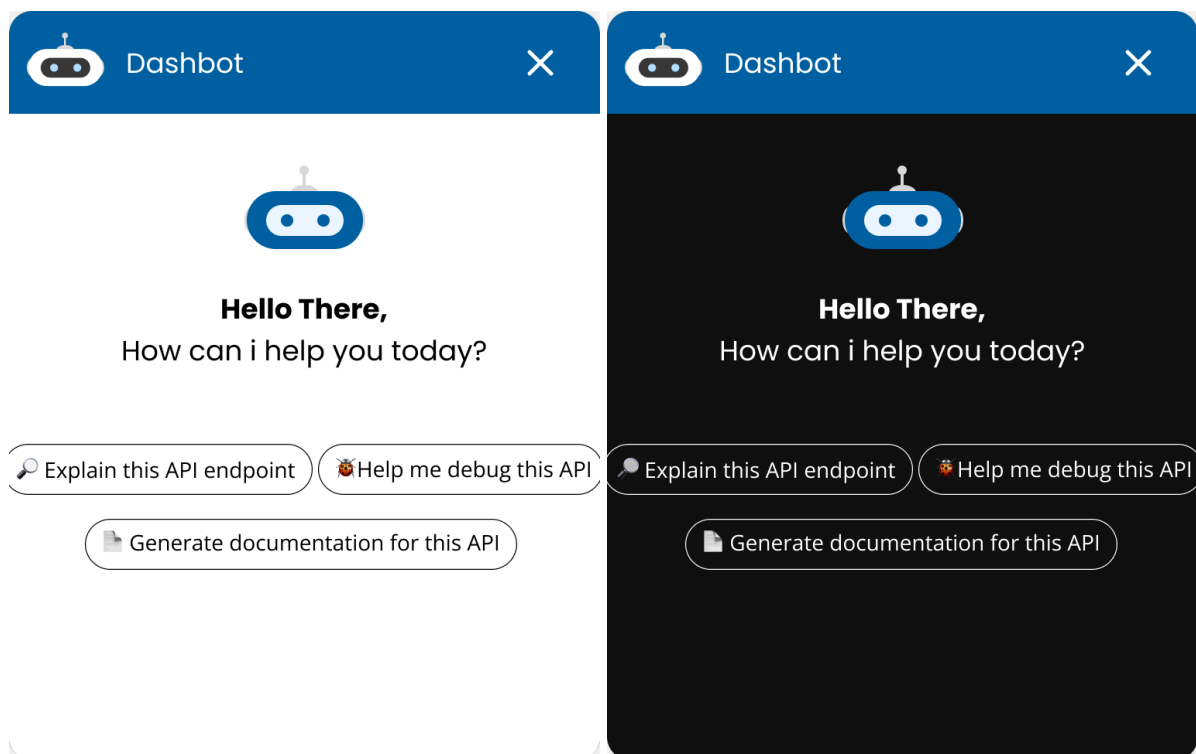 Dashbot
Hello There,
How can i help you today?
🔎 Explain this API endpoint
🐞Help me debug this API
📄 Generate documentation for this API
Dashbot
Hello There,
How can i help you today?
🔎 Explain this API endpoint
🐞Help me debug this API
📄 Generate documentation for this API